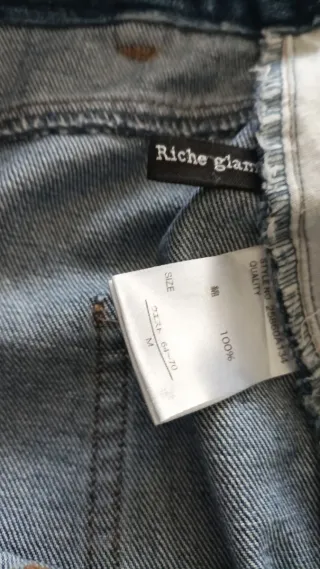 Riche glam
QUALITY
綿 100%
SIZE
ウエスト 64-70
M